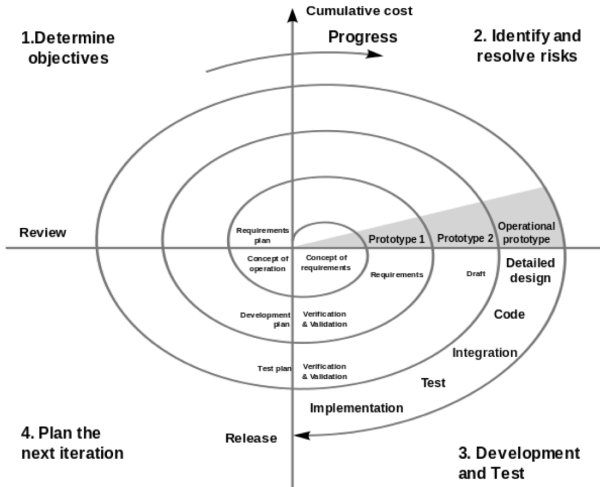 Cumulative cost
1.Determine
objectives
Progress
2. Identify and
resolve risks
Review
Requirements
plan
Prototype 1
Prototype 2
Operational
prototype
Concept of
operation
Concept of
requirements
Requirements
Draft
Detailed
design
Development
plan
Verification
& Validation
Code
Integration
Test plan
Verification
& Validation
Test
Implementation
4. Plan the
next iteration
Release
3. Development
and Test